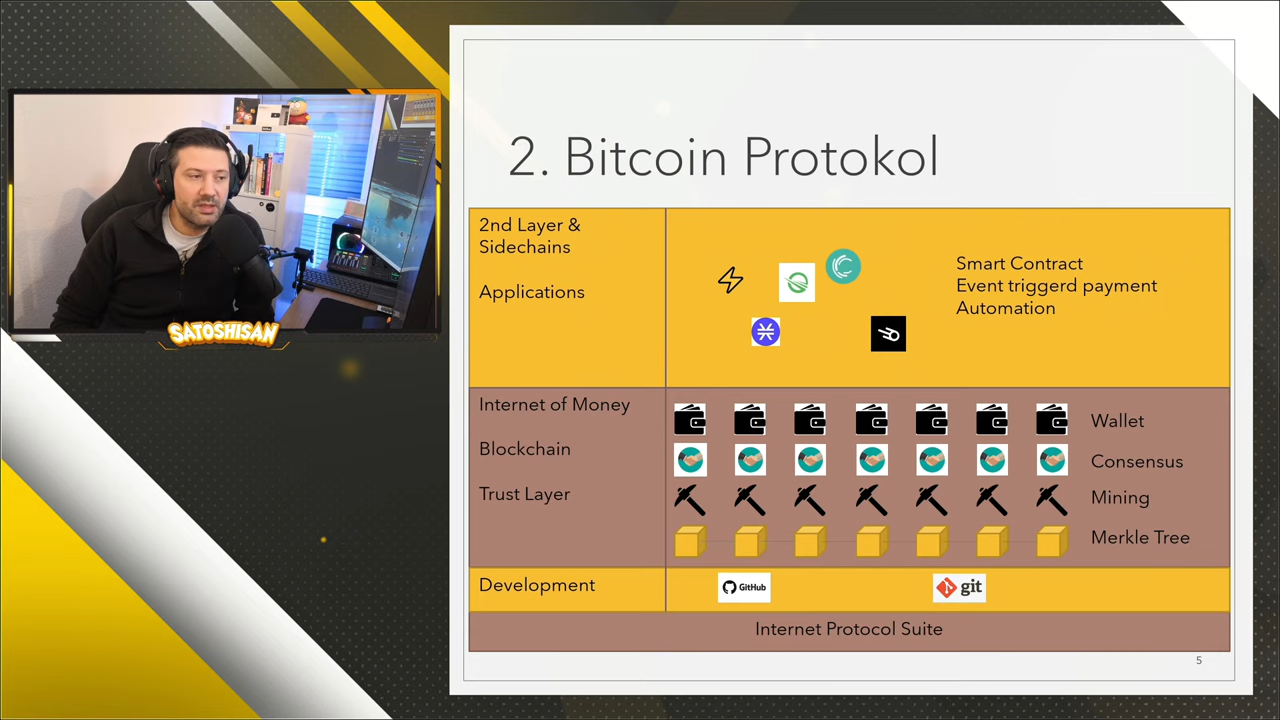 SATOSHISAN
2. Bitcoin Protokol
2nd Layer &
Sidechains
Applications
Smart Contract
Event triggerd payment
Automation
Internet of Money
Blockchain
Trust Layer
Wallet
Consensus
Mining
Merkle Tree
Development
GitHub
git
Internet Protocol Suite
5